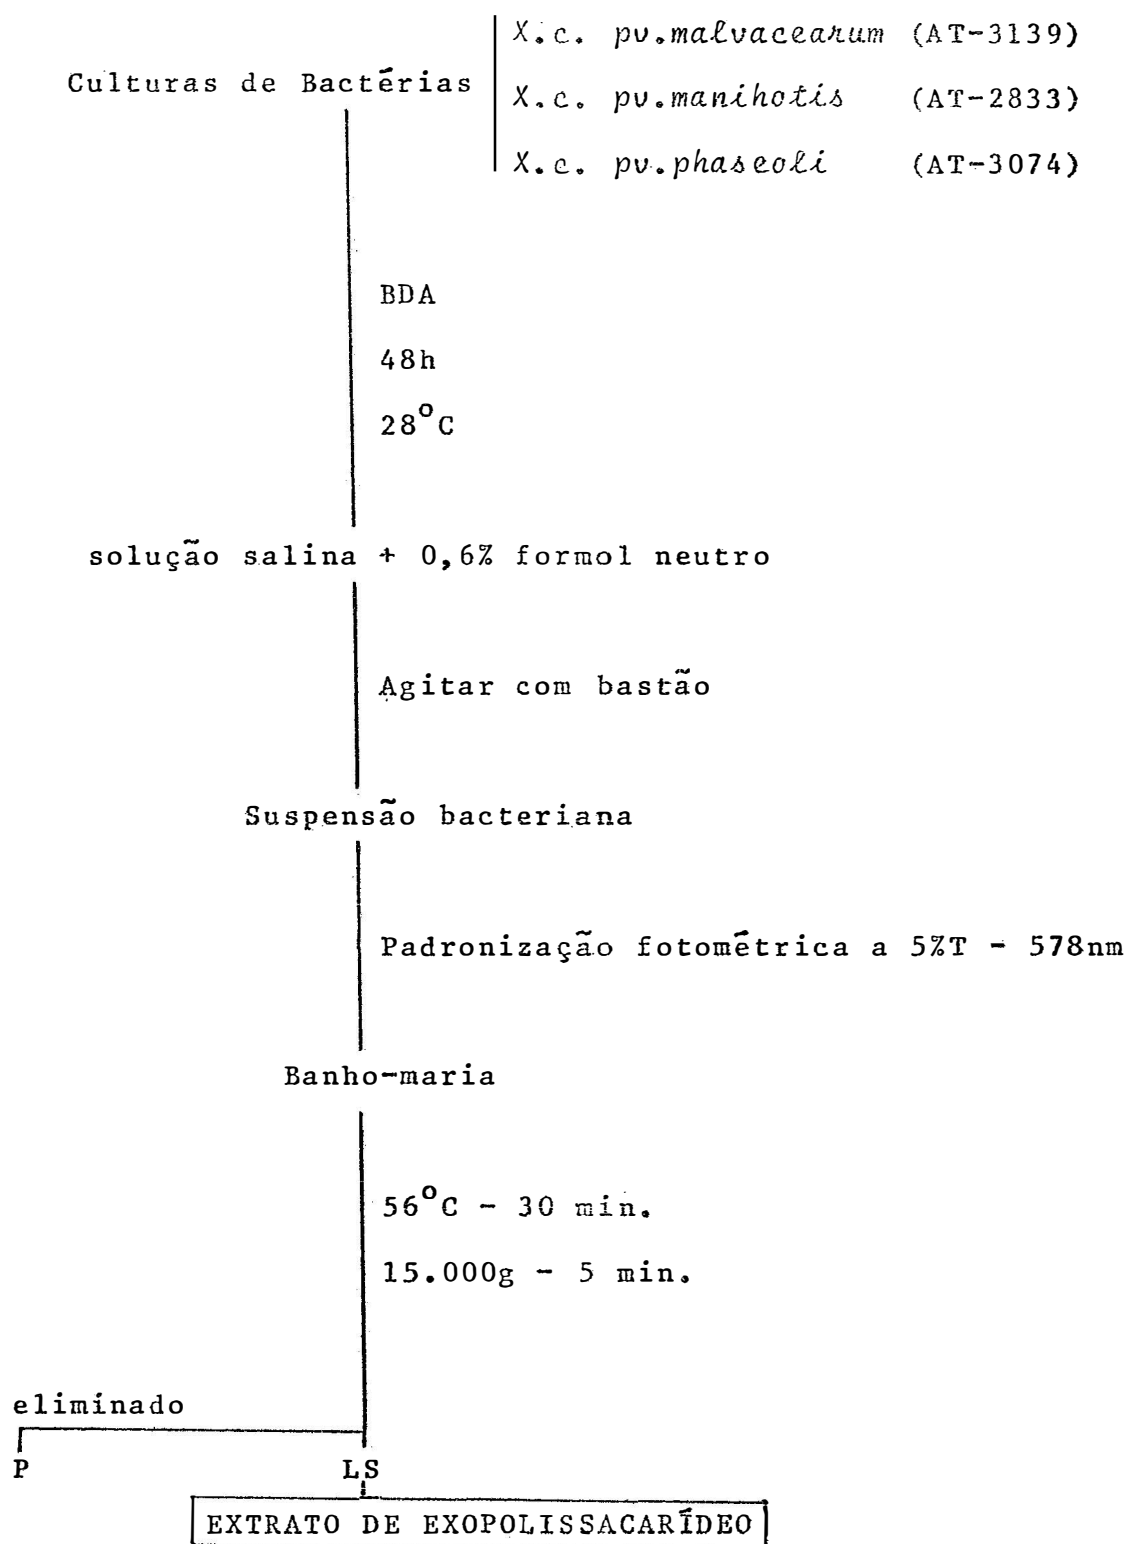 X.c. pv.malvacearum (AT-3139)
Culturas de Bactérias
X.c. pv.manihotis (AT-2833)
X.c. pv.phaseoli (AT-3074)
BDA
48h
28°C
solução salina + 0,6% formol neutro
Agitar com bastão
Suspensão bacteriana
Padronização fotométrica a 5%T - 578nm
Banho-maria
56°C - 30 min.
15.000g - 5 min.
eliminado
P LS
EXTRATO DE EXOPOLISSACARÍDEO